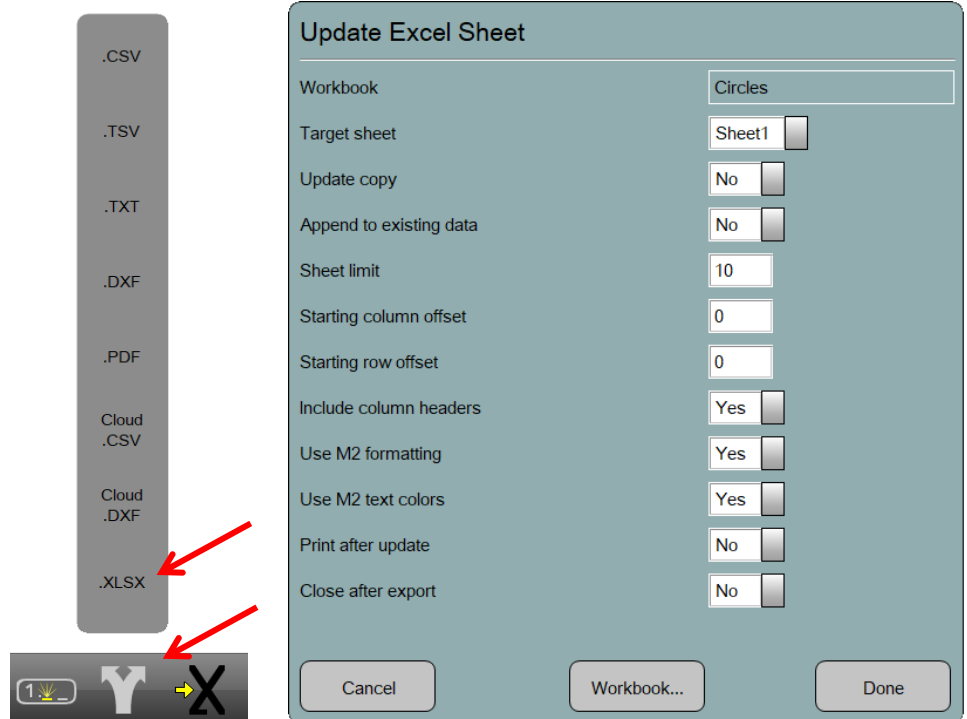 .CSV
.TSV
.TXT
.DXF
.PDF
Cloud
.CSV
Cloud
.DXF
.XLSX
1._
Update Excel Sheet
Workbook Circles
Target sheet Sheet1
Update copy No
Append to existing data No
Sheet limit 10
Starting column offset 0
Starting row offset 0
Include column headers Yes
Use M2 formatting Yes
Use M2 text colors Yes
Print after update No
Close after export No
Cancel Workbook... Done